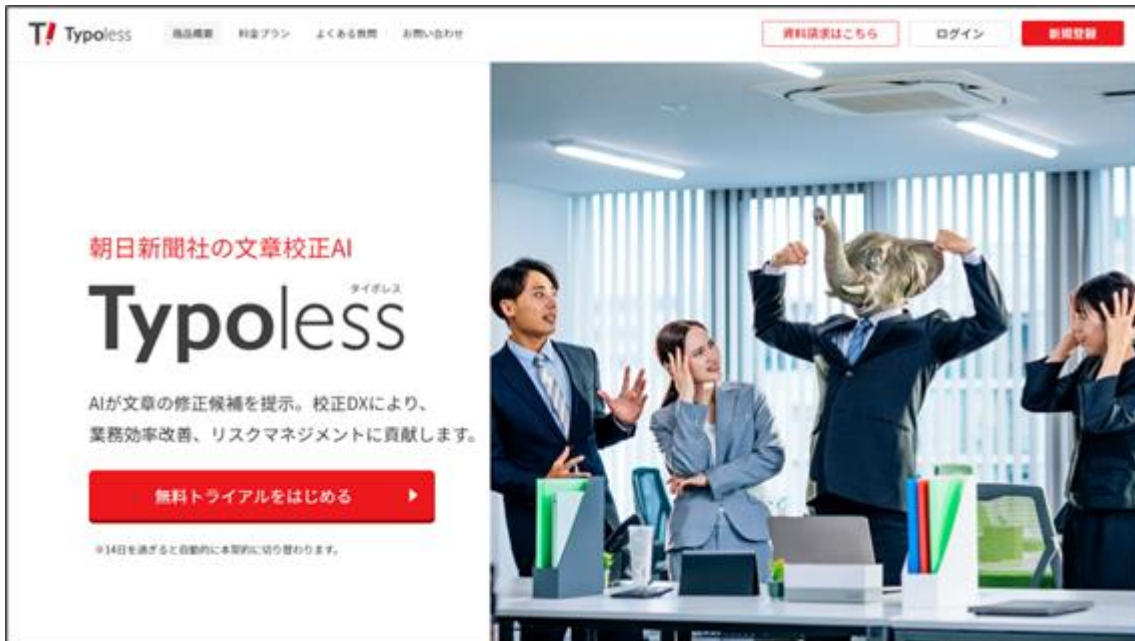 T! Typoless
商品概要 料金プラン よくある質問 お問い合わせ
資料請求はこちら ログイン 新規登録
朝日新聞社の文章校正AI
タイポレス
Typoless
AIが文章の修正候補を提示。校正DXにより、
業務効率改善、リスクマネジメントに貢献します。
無料トライアルをはじめる
※14日を過ぎると自動的に本契約に切り替わります。